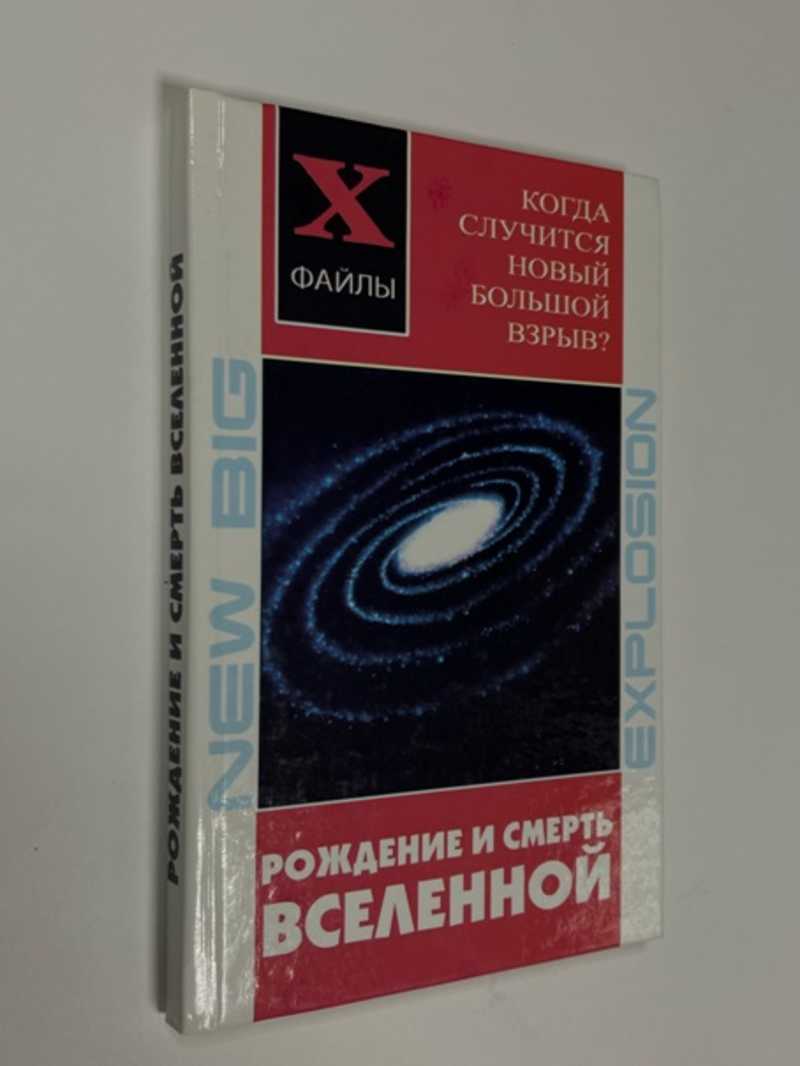 РОЖДЕНИЕ И СМЕРТЬ ВСЕЛЕННОЙ
X
ФАЙЛЫ
КОГДА
СЛУЧИТСЯ
НОВЫЙ
БОЛЬШОЙ
ВЗРЫВ?
NEW BIG
EXPLOSION
РОЖДЕНИЕ И СМЕРТЬ
ВСЕЛЕННОЙ